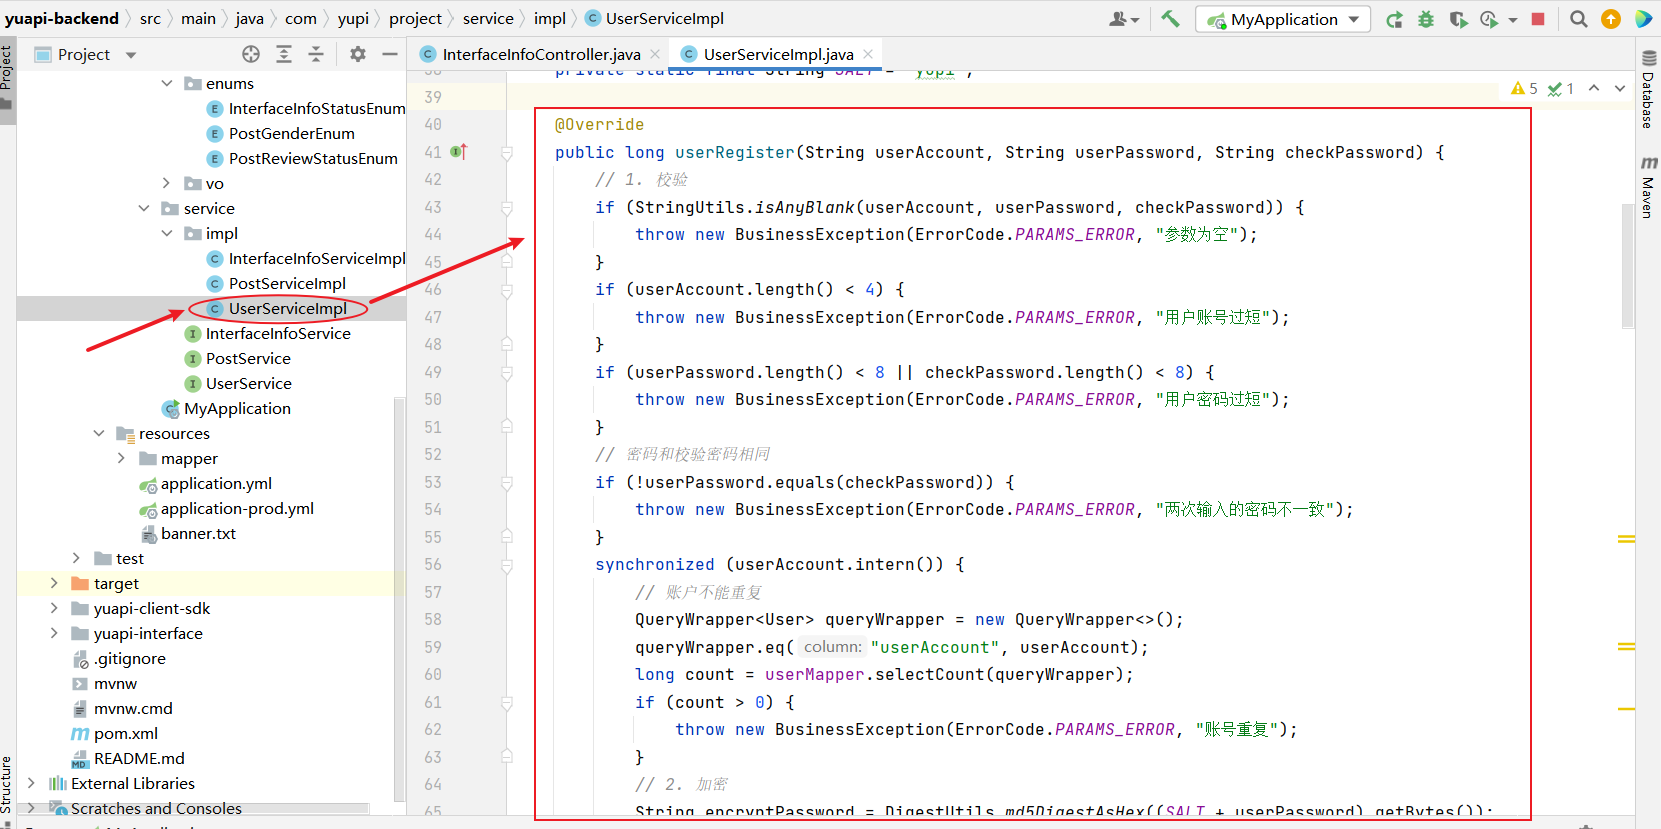 yuapi-backend src main java com yupi project service impl UserServiceImpl
MyApplication
Project
InterfaceInfoController.java
UserServiceImpl.java
Project
enums
InterfaceInfoStatusEnum
PostGenderEnum
PostReviewStatusEnum
vo
service
impl
InterfaceInfoServiceImpl
PostServiceImpl
UserServiceImpl
InterfaceInfoService
PostService
UserService
MyApplication
resources
mapper
application.yml
application-prod.yml
banner.txt
test
target
yuapi-client-sdk
yuapi-interface
.gitignore
mvnw
mvnw.cmd
pom.xml
README.md
External Libraries
Scratches and Consoles
Structure
private static final String SALT = "yupi";
5 1
39
40 @Override
41 public long userRegister(String userAccount, String userPassword, String checkPassword) {
42 // 1. 校验
43 if (StringUtils.isAnyBlank(userAccount, userPassword, checkPassword)) {
44 throw new BusinessException(ErrorCode.PARAMS_ERROR, "参数为空");
45 }
46 if (userAccount.length() < 4) {
47 throw new BusinessException(ErrorCode.PARAMS_ERROR, "用户账号过短");
48 }
49 if (userPassword.length() < 8 || checkPassword.length() < 8) {
50 throw new BusinessException(ErrorCode.PARAMS_ERROR, "用户密码过短");
51 }
52 // 密码和校验密码相同
53 if (!userPassword.equals(checkPassword)) {
54 throw new BusinessException(ErrorCode.PARAMS_ERROR, "两次输入的密码不一致");
55 }
56 synchronized (userAccount.intern()) {
57 // 账户不能重复
58 QueryWrapper<User> queryWrapper = new QueryWrapper<>();
59 queryWrapper.eq( column: "userAccount", userAccount);
60 long count = userMapper.selectCount(queryWrapper);
61 if (count > 0) {
62 throw new BusinessException(ErrorCode.PARAMS_ERROR, "账号重复");
63 }
64 // 2. 加密
65 String encryptPassword = DigestUtils.md5DigestAsHex((SALT + userPassword).getBytes());
Database
Maven